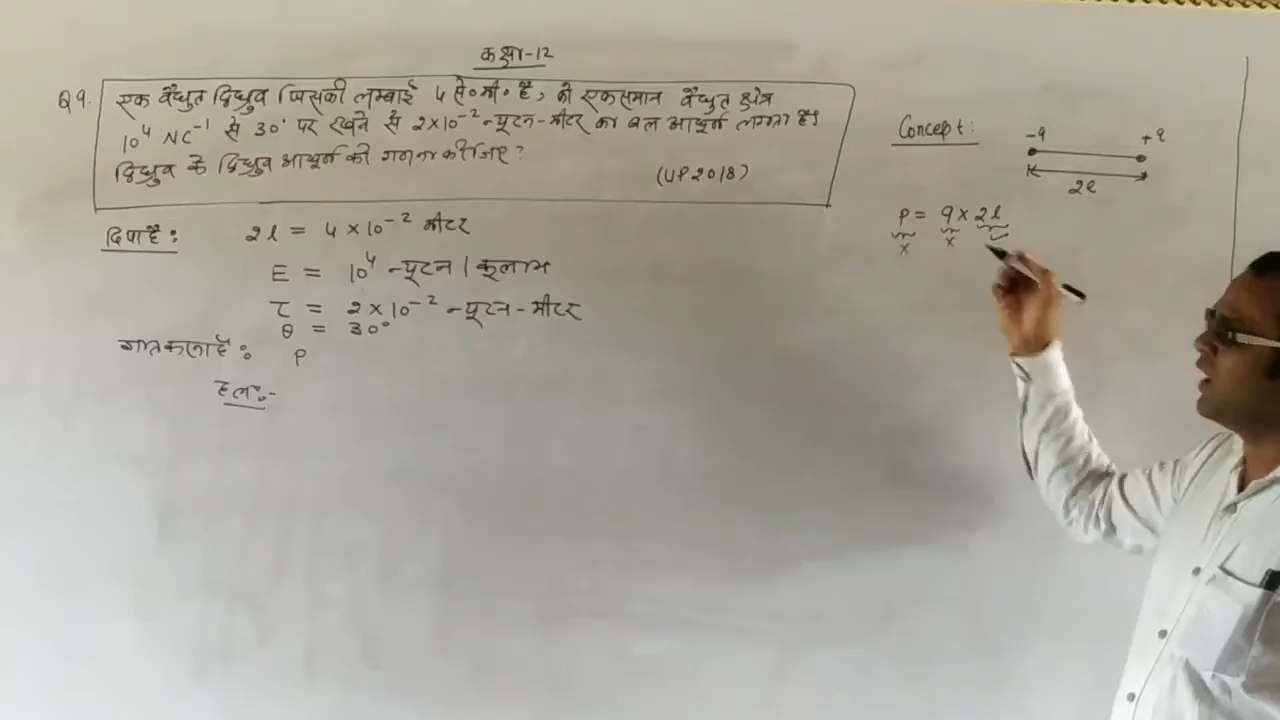 कक्षा-12
Q9. एक वैद्युत द्विध्रुव जिसकी लम्बाई 4 से०मी० है, को एकसमान वैद्युत क्षेत्र
10⁴ NC⁻¹ से 30° पर रखने से 2×10⁻² न्यूटन-मीटर का बल आघूर्ण लगता है।
द्विध्रुव के द्विध्रुव आघूर्ण की गणना कीजिए?
(UP 2018)
दिया है:
2l = 4×10⁻² मीटर
E = 10⁴ न्यूटन / कूलाम
τ = 2×10⁻² न्यूटन-मीटर
θ = 30°
ज्ञात करना है: P
हल:-
Concept:
-q +q
2l
P = q × 2l
x x ✓